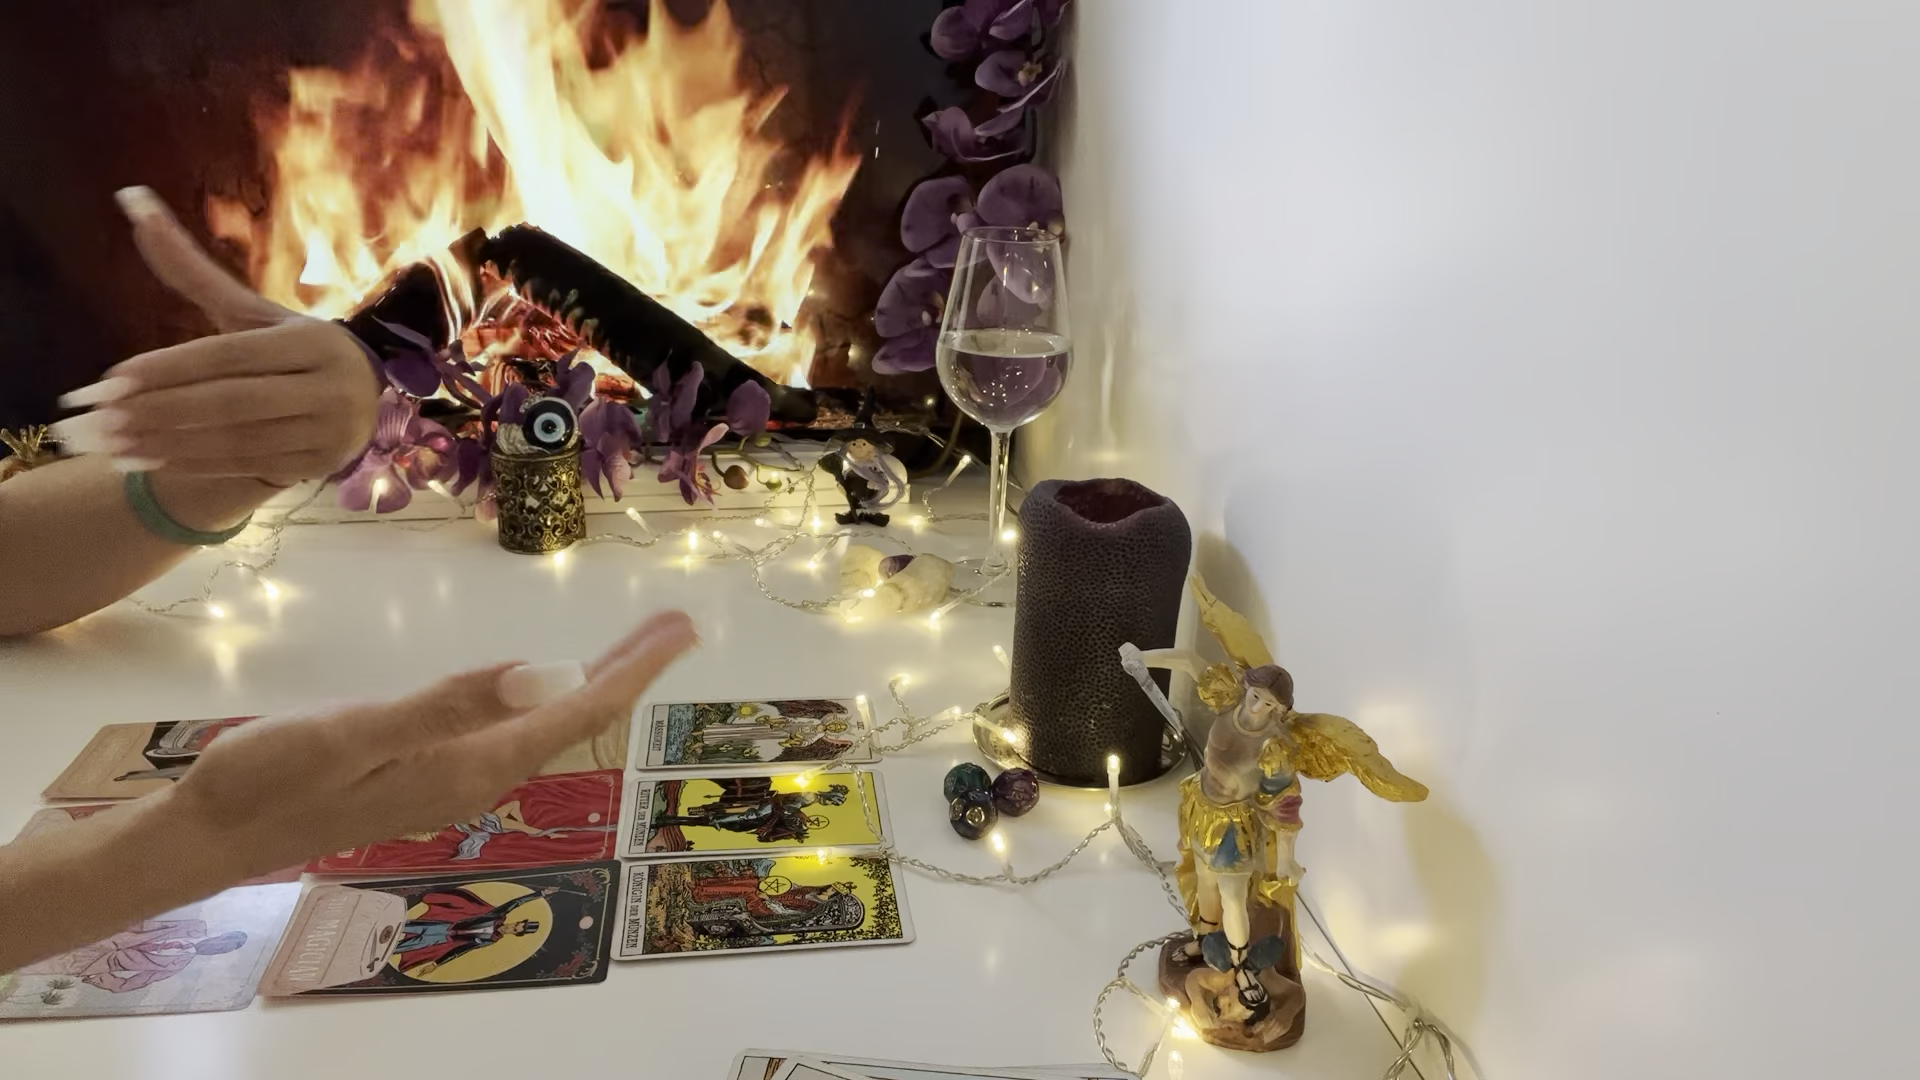 MÄSSIGKEIT
RITTER DER MÜNZEN
KÖNIGIN DER MÜNZEN
THE MAGICIAN